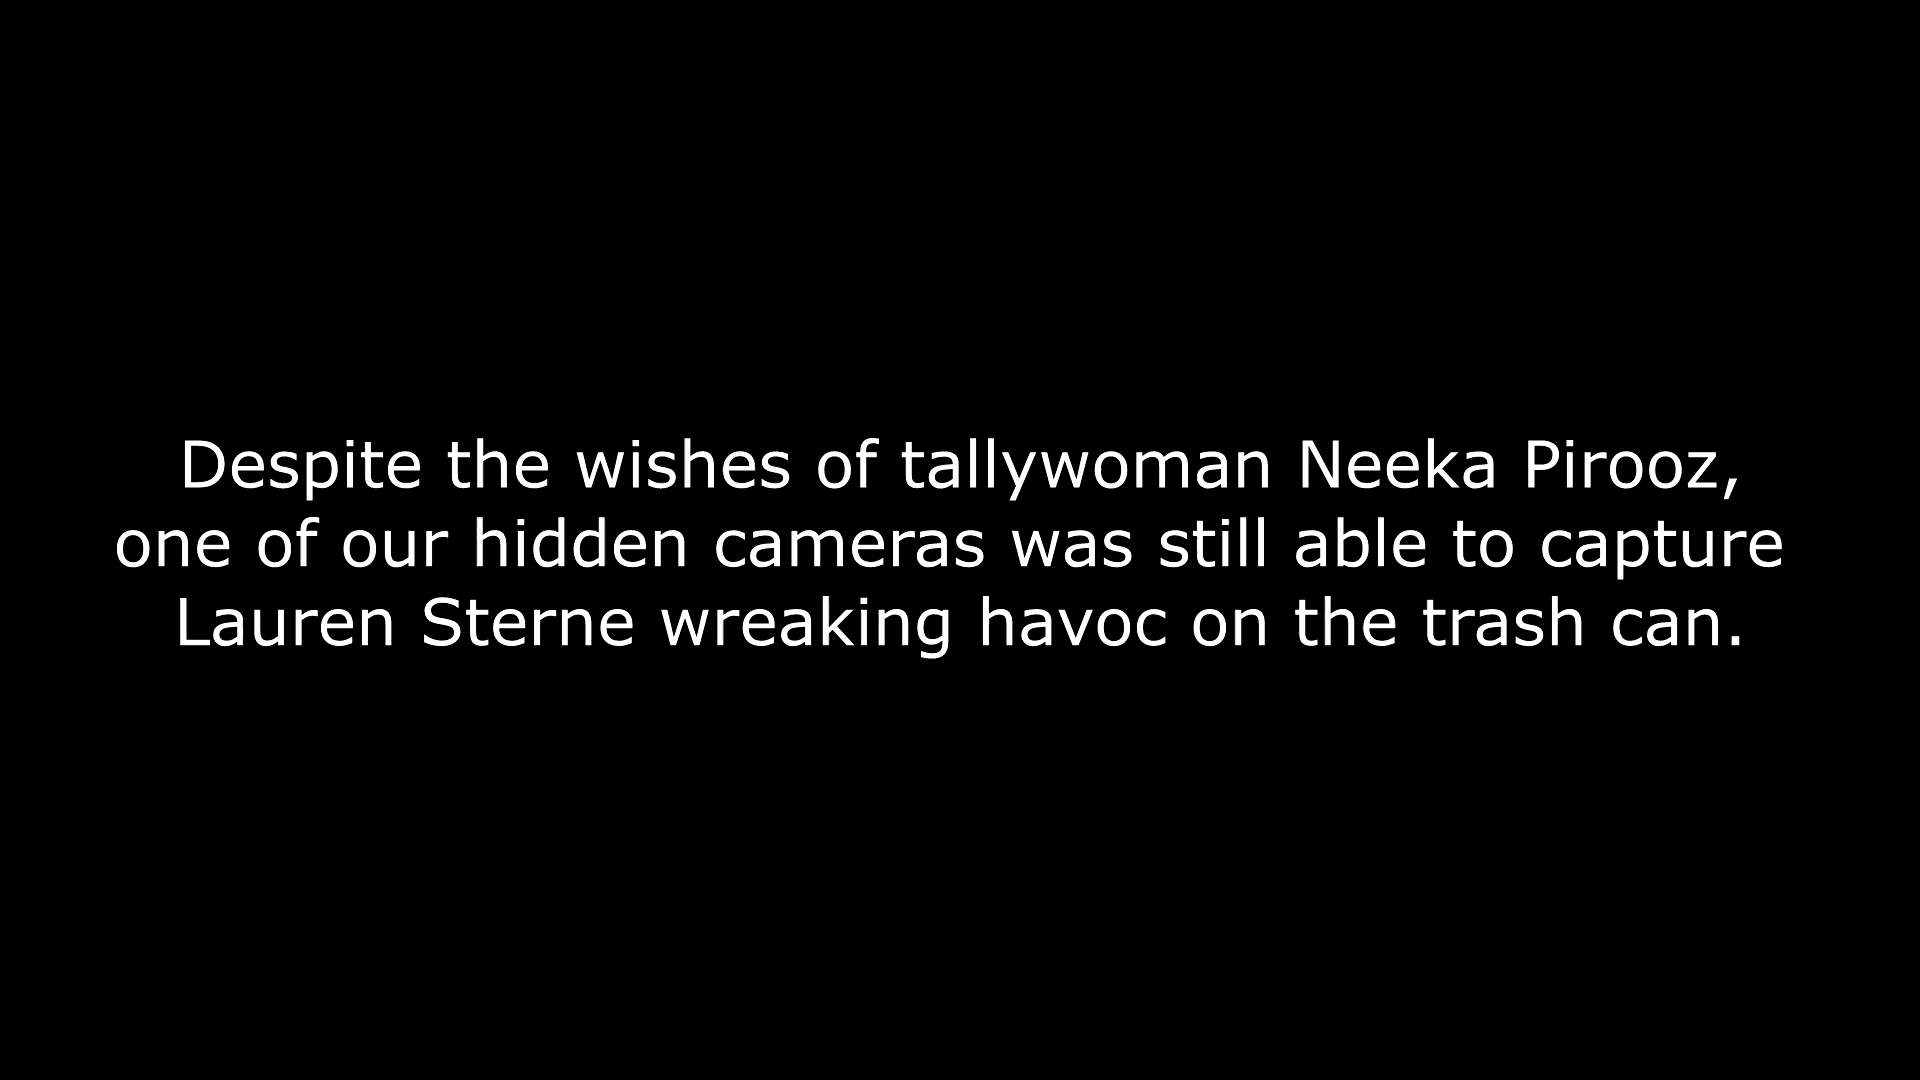 Despite the wishes of tallywoman Neeka Pirooz,
one of our hidden cameras was still able to capture
Lauren Sterne wreaking havoc on the trash can.